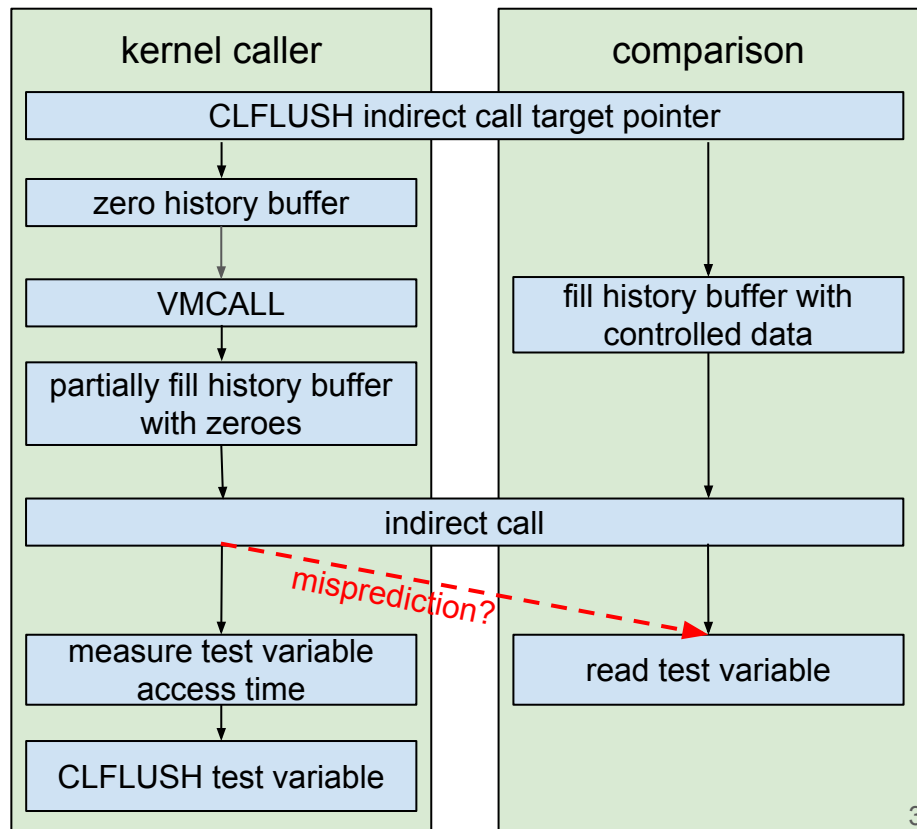 kernel caller
comparison
CLFLUSH indirect call target pointer
zero history buffer
VMCALL
fill history buffer with
controlled data
partially fill history buffer
with zeroes
indirect call
misprediction?
measure test variable
access time
read test variable
CLFLUSH test variable
3